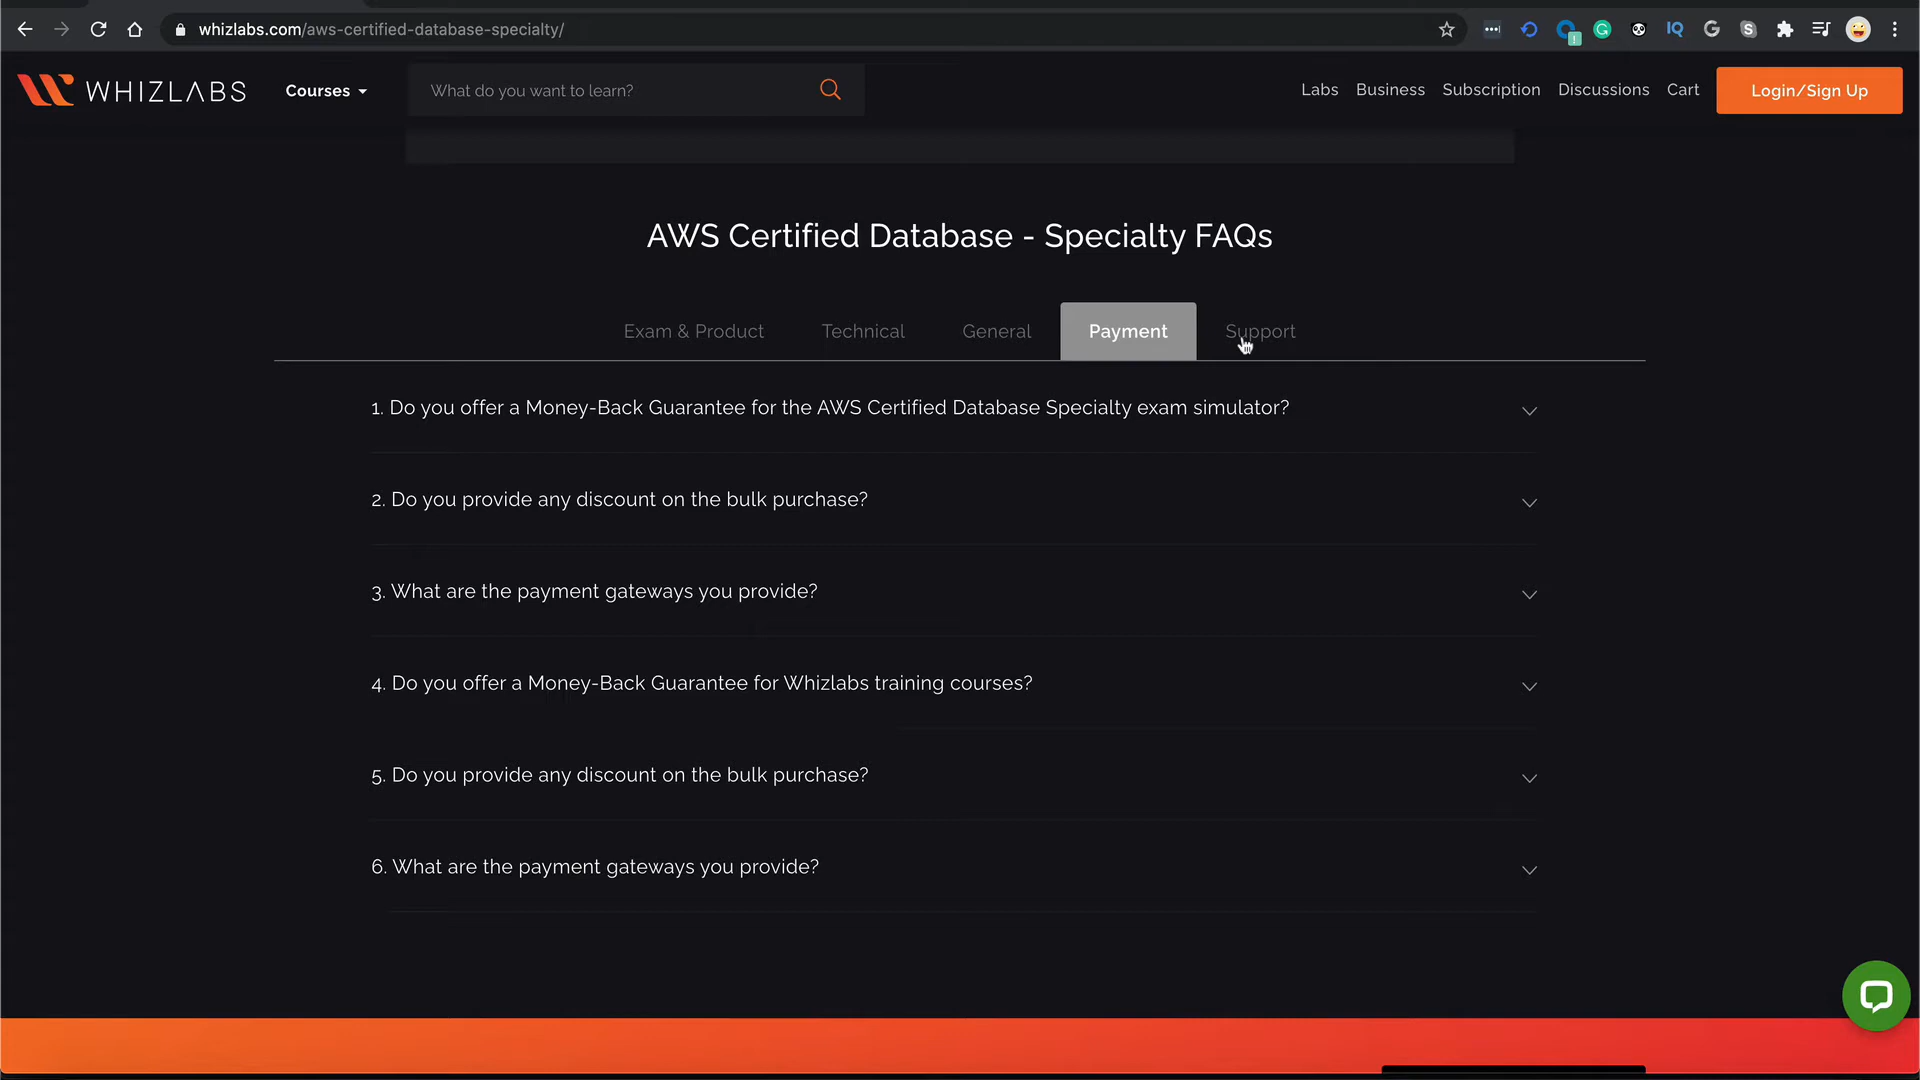 whizlabs.com/aws-certified-database-specialty/
WHIZLABS
Courses
What do you want to learn?
Labs
Business
Subscription
Discussions
Cart
Login/Sign Up
AWS Certified Database - Specialty FAQs
Exam & Product
Technical
General
Payment
Support
1. Do you offer a Money-Back Guarantee for the AWS Certified Database Specialty exam simulator?
2. Do you provide any discount on the bulk purchase?
3. What are the payment gateways you provide?
4. Do you offer a Money-Back Guarantee for Whizlabs training courses?
5. Do you provide any discount on the bulk purchase?
6. What are the payment gateways you provide?